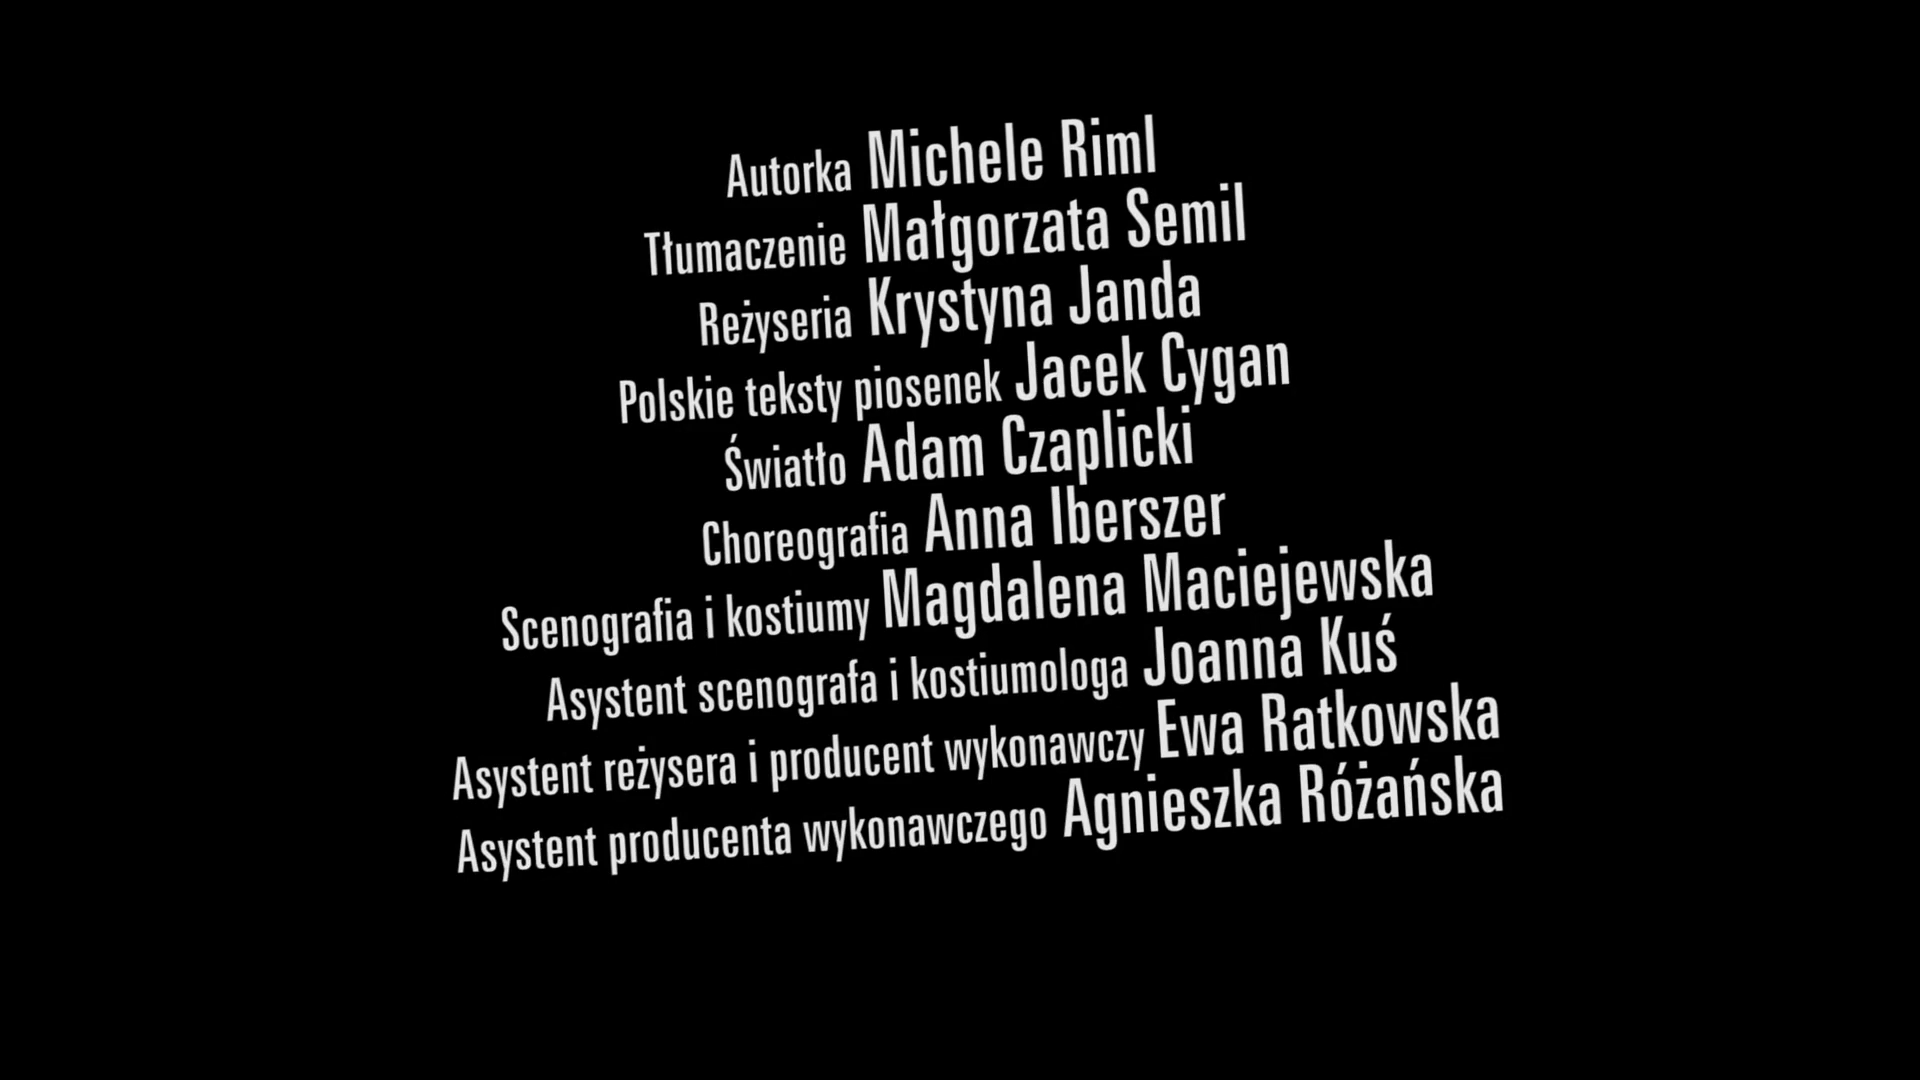 Autorka Michele Riml
Tłumaczenie Małgorzata Semil
Reżyseria Krystyna Janda
Polskie teksty piosenek Jacek Cygan
Światło Adam Czaplicki
Choreografia Anna Iberszer
Scenografia i kostiumy Magdalena Maciejewska
Asystent scenografa i kostiumologa Joanna Kuś
Asystent reżysera i producent wykonawczy Ewa Ratkowska
Asystent producenta wykonawczego Agnieszka Różańska